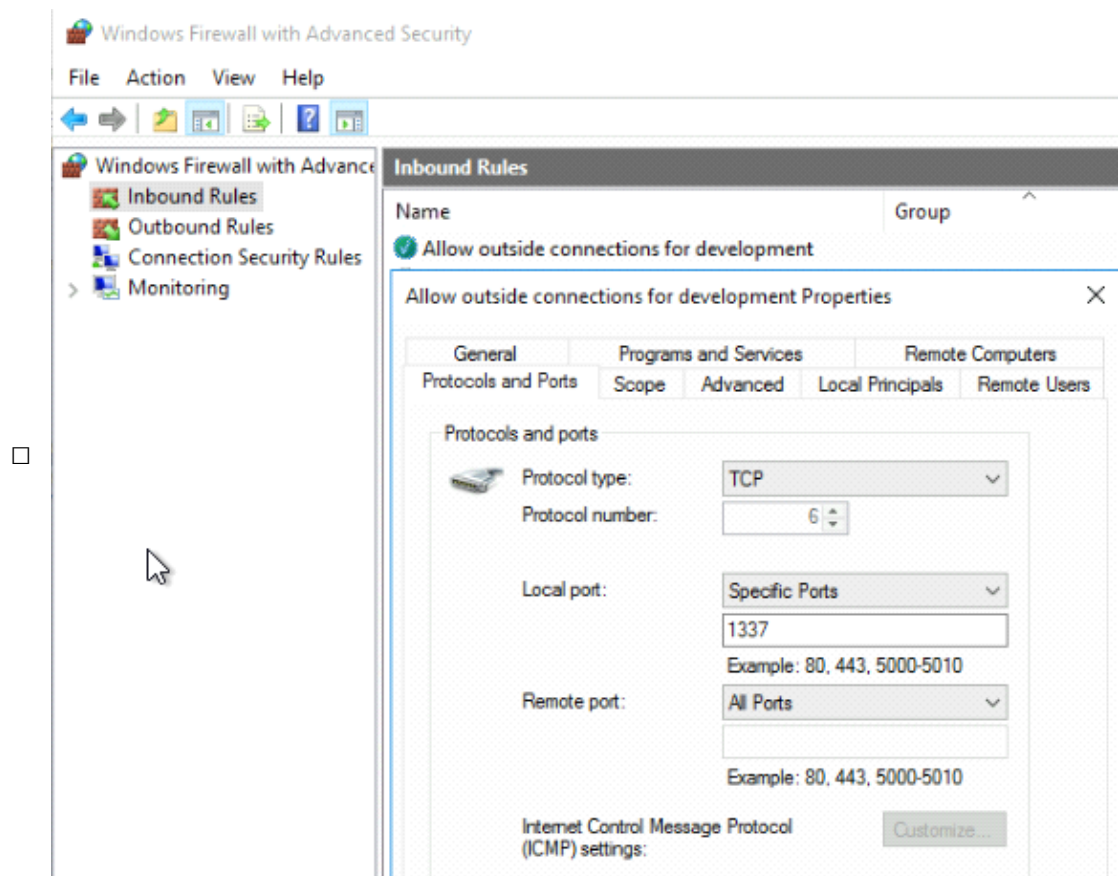 Windows Firewall with Advanced Security
File Action View Help
Windows Firewall with Advance
Inbound Rules
Outbound Rules
Connection Security Rules
Monitoring
Inbound Rules
Name Group
Allow outside connections for development
Allow outside connections for development Properties
General Programs and Services Remote Computers
Protocols and Ports Scope Advanced Local Principals Remote Users
Protocols and ports
Protocol type: TCP
Protocol number: 6
Local port: Specific Ports
1337
Example: 80, 443, 5000-5010
Remote port: All Ports
Example: 80, 443, 5000-5010
Internet Control Message Protocol
(ICMP) settings:
Customize...